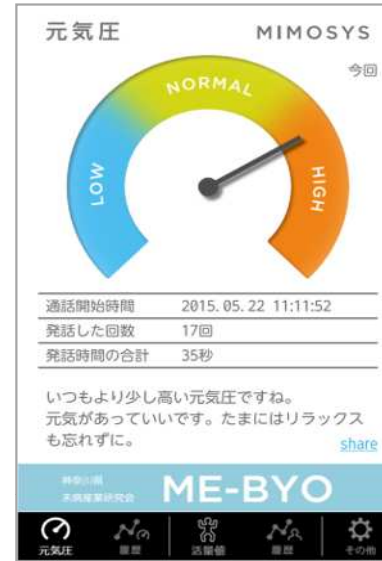 元気圧 MIMOSYS
今回
NORMAL
LOW
HIGH
通話開始時間 2015.05.22 11:11:52
発話した回数 17回
発話時間の合計 35秒
いつもより少し高い元気圧ですね。
元気があっていいです。たまにはリラックス
も忘れずに。
share
神奈川県
未病産業研究会
ME-BYO
元気圧 履歴 活量値 履歴 その他